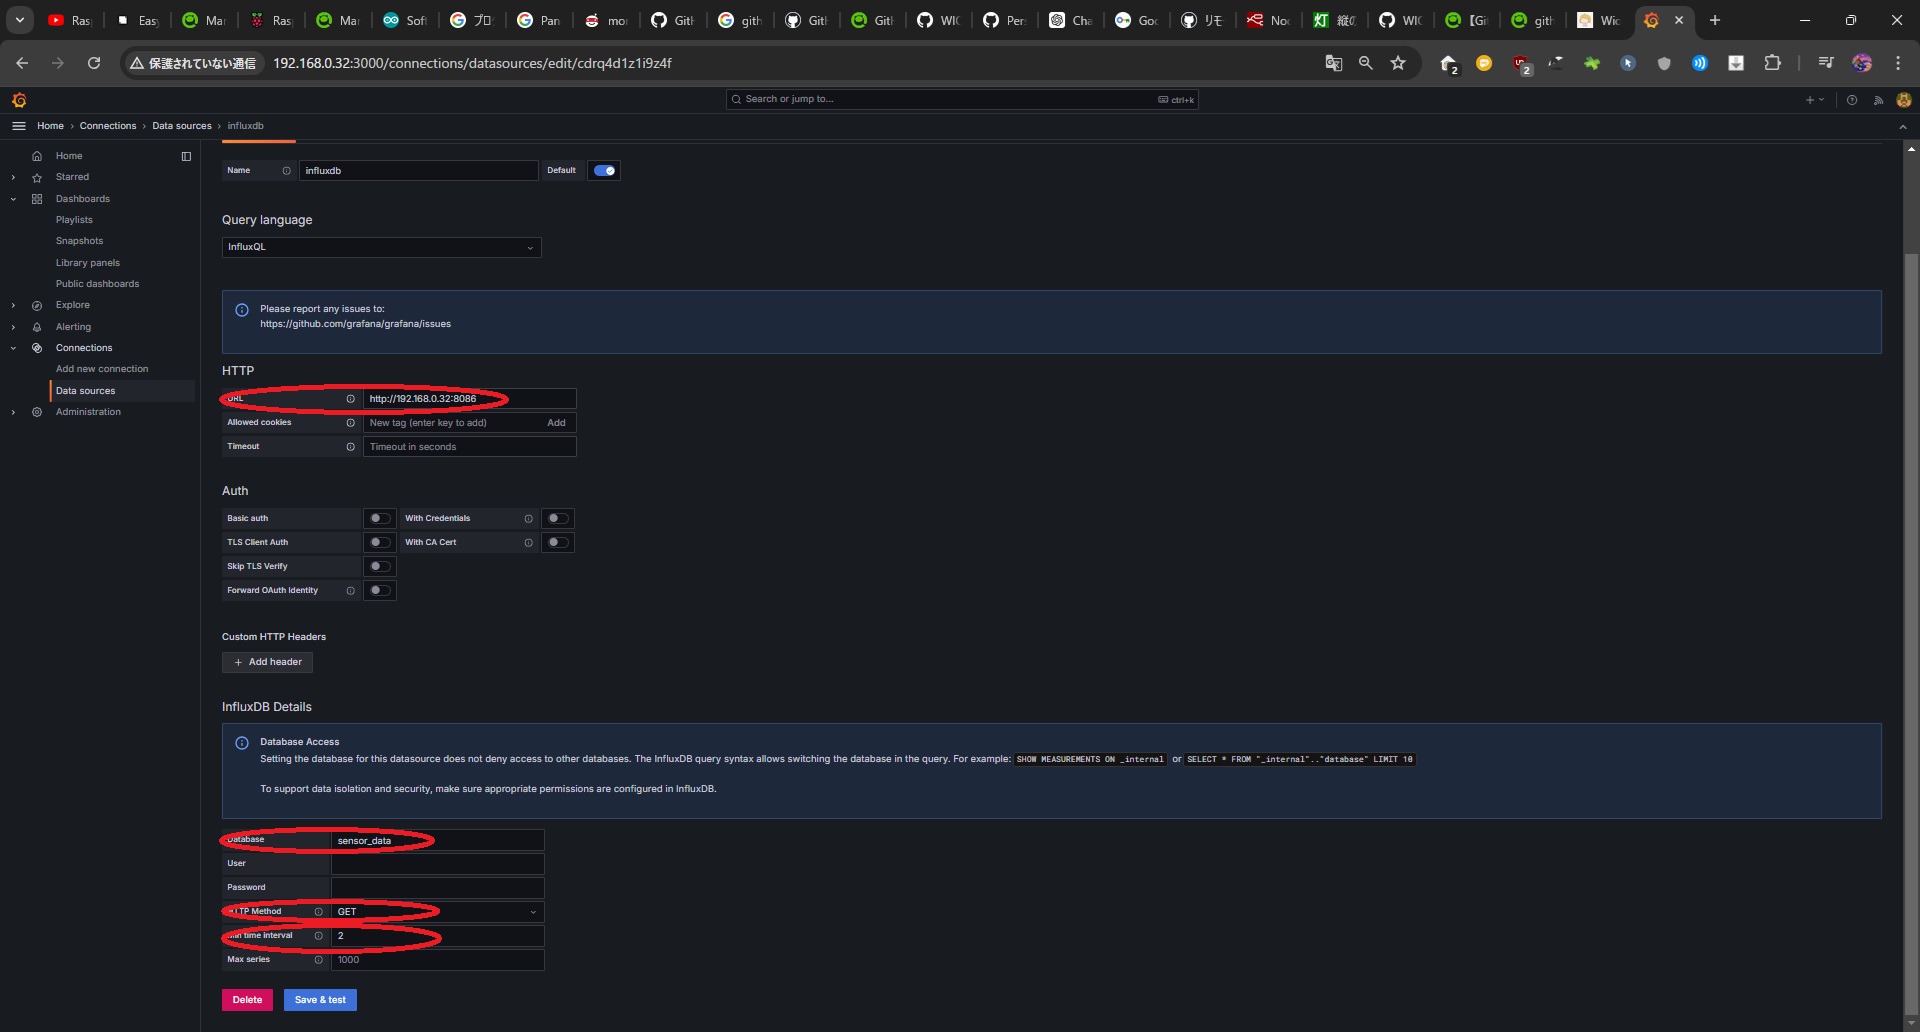 Ras
Eas
Mar
Ras
Mar
Sof
プロ
Pan
mo
Gitl
gith
Gitl
Gitl
WIC
Per
Cha
Goo
リモ
Noc
縦の
WIC
【Gi
gitl
Wic
保護されていない通信
192.168.0.32:3000/connections/datasources/edit/cdrq4d1z1i9z4f
2
2
Search or jump to...
ctrl+k
Home › Connections › Data sources › influxdb
Home
Starred
Dashboards
Playlists
Snapshots
Library panels
Public dashboards
Explore
Alerting
Connections
Add new connection
Data sources
Administration
Name
influxdb
Default
Query language
InfluxQL
Please report any issues to:
https://github.com/grafana/grafana/issues
HTTP
URL
http://192.168.0.32:8086
Allowed cookies
New tag (enter key to add)
Add
Timeout
Timeout in seconds
Auth
Basic auth
With Credentials
TLS Client Auth
With CA Cert
Skip TLS Verify
Forward OAuth Identity
Custom HTTP Headers
+ Add header
InfluxDB Details
Database Access
Setting the database for this datasource does not deny access to other databases. The InfluxDB query syntax allows switching the database in the query. For example: SHOW MEASUREMENTS ON _internal or SELECT * FROM "_internal".."database" LIMIT 10
To support data isolation and security, make sure appropriate permissions are configured in InfluxDB.
Database
sensor_data
User
Password
HTTP Method
GET
Min time interval
2
Max series
1000
Delete
Save & test